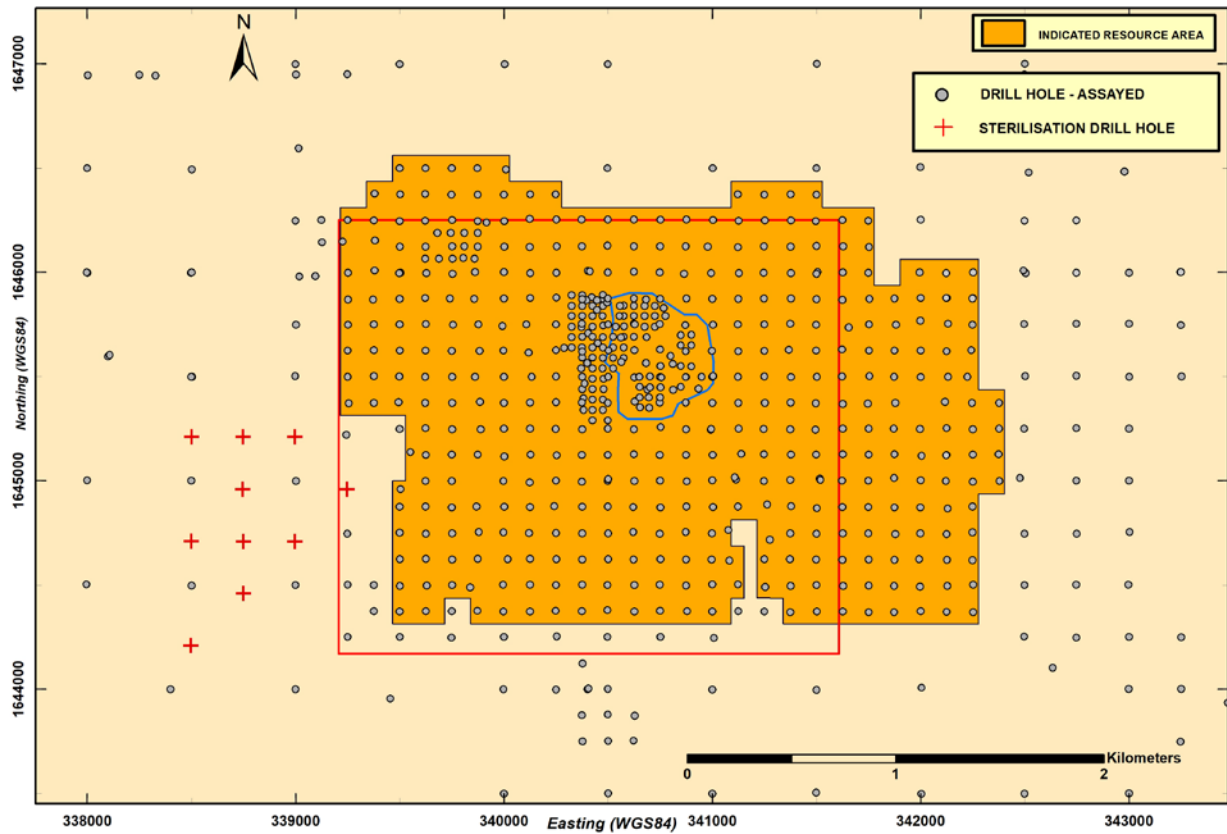 N
INDICATED RESOURCE AREA
DRILL HOLE - ASSAYED
STERILISATION DRILL HOLE
1647000
1646000
1645000
1644000
Northing (WGS84)
Kilometers
0 1 2
338000 339000 340000 341000 342000 343000
Easting (WGS84)